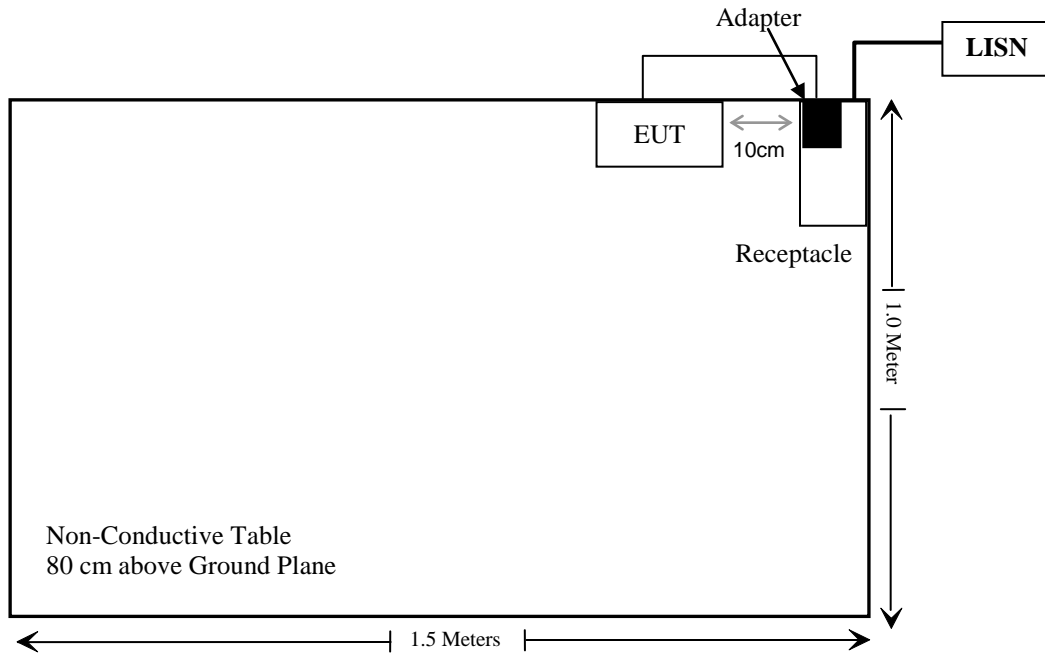 Adapter
LISN
EUT
10cm
Receptacle
1.0 Meter
Non-Conductive Table
80 cm above Ground Plane
1.5 Meters